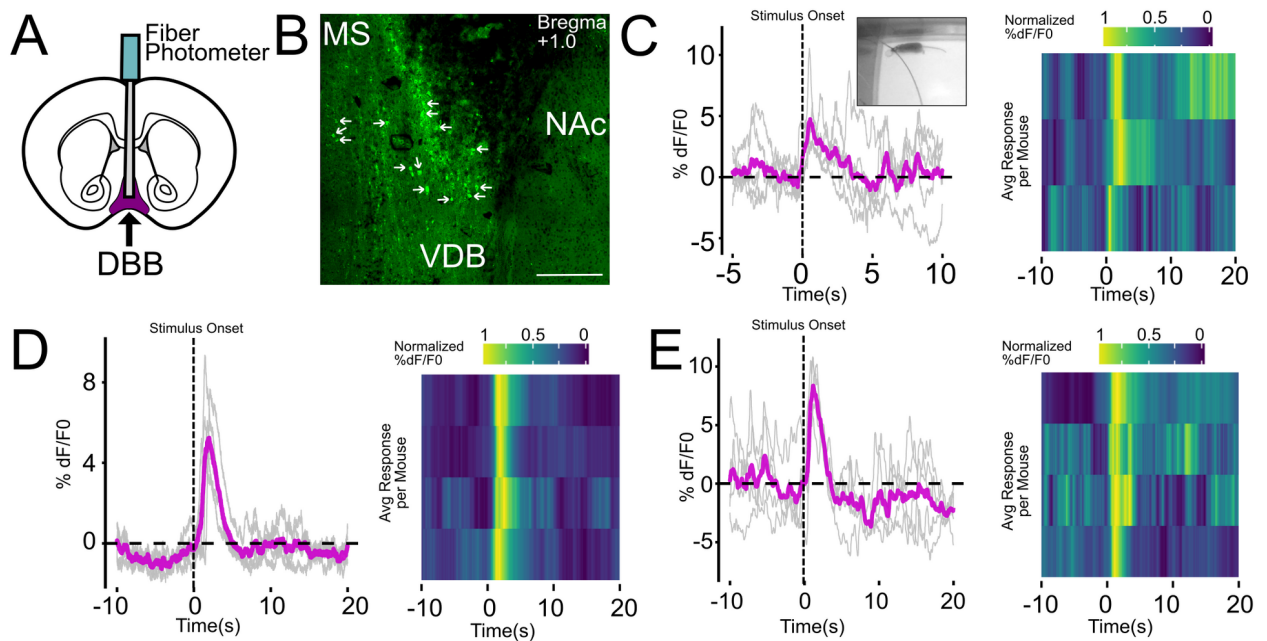 A
Fiber
Photometer
DBB
B
MS
Bregma
+1.0
NAc
VDB
C
Stimulus Onset
% dF/F0
10
5
0
-5
-5 0 5 10
Time(s)
Normalized
%dF/F0
1 0.5 0
Avg Response
per Mouse
-10 0 10 20
Time(s)
D
Stimulus Onset
% dF/F0
8
4
0
-10 0 10 20
Time(s)
Normalized
%dF/F0
1 0.5 0
Avg Response
per Mouse
-10 0 10 20
Time(s)
E
Stimulus Onset
% dF/F0
10
5
0
-5
-10 0 10 20
Time(s)
Normalized
%dF/F0
1 0.5 0
Avg Response
per Mouse
-10 0 10 20
Time(s)